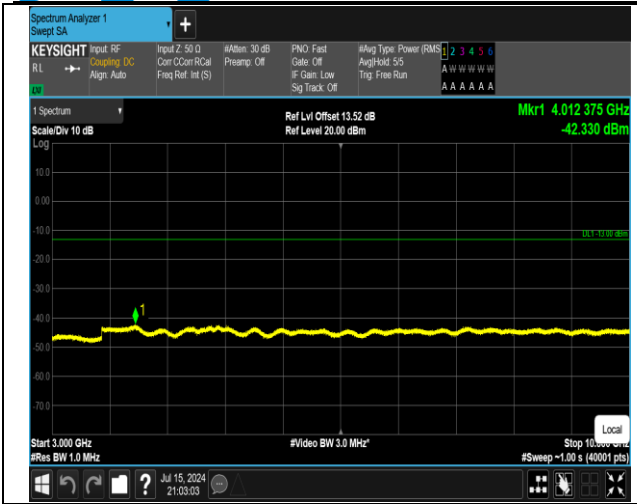 Spectrum Analyzer 1
Swept SA
+
KEYSIGHT
RL
LXI
Input: RF
Coupling: DC
Align: Auto
Input Z: 50 Ω
Corr CCorr RCal
Freq Ref: Int (S)
#Atten: 30 dB
Preamp: Off
PNO: Fast
Gate: Off
IF Gain: Low
Sig Track: Off
#Avg Type: Power (RMS
Avg|Hold: 5/5
Trig: Free Run
1 2 3 4 5 6
A W W W W W
A A A A A A
1 Spectrum
Scale/Div 10 dB
Log
Ref Lvl Offset 13.52 dB
Ref Level 20.00 dBm
Mkr1 4.012 375 GHz
-42.330 dBm
10.0
0.00
-10.0
DL1 -13.00 dBm
-20.0
-30.0
-40.0
1
-50.0
-60.0
-70.0
Local
Start 3.000 GHz
#Res BW 1.0 MHz
#Video BW 3.0 MHz*
Stop 10.000 GHz
#Sweep ~1.00 s (40001 pts)
?
Jul 15, 2024
21:03:03